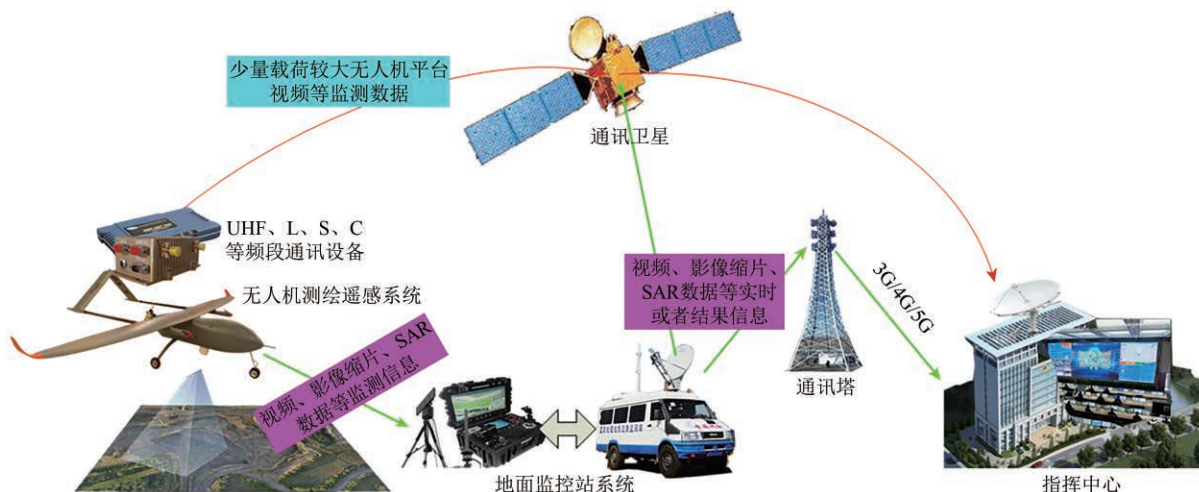 少量载荷较大无人机平台
视频等监测数据
通讯卫星
UHF、L、S、C
等频段通讯设备
无人机测绘遥感系统
视频、影像缩片、SAR
数据等监测信息
视频、影像缩片、
SAR数据等实时
或者结果信息
3G/4G/5G
通讯塔
地面监控站系统
指挥中心